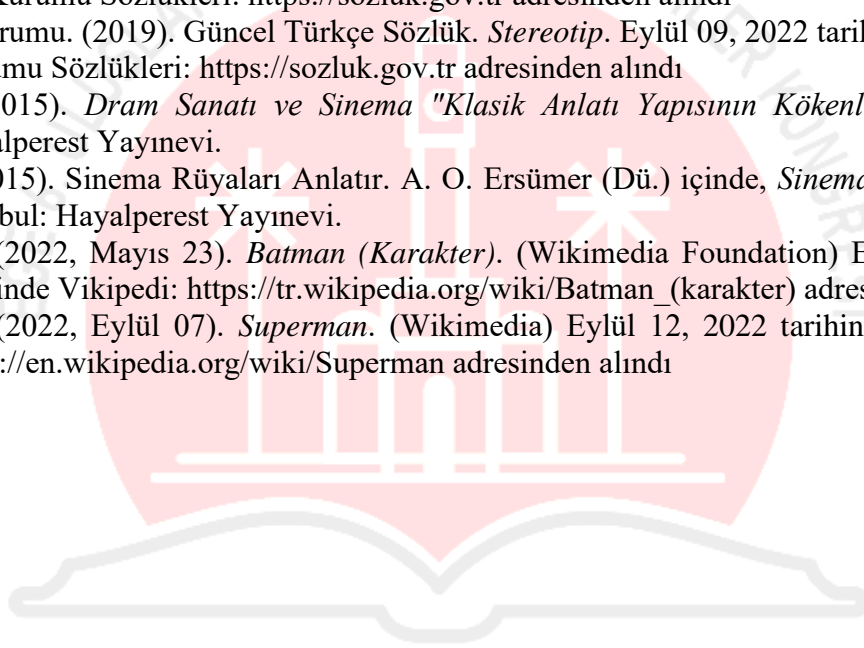 Kurumu Sözlükleri: https://sozluk.gov.tr adresinden alındı
rumu. (2019). Güncel Türkçe Sözlük. Stereotip. Eylül 09, 2022 tarih
umu Sözlükleri: https://sozluk.gov.tr adresinden alındı
015). Dram Sanatı ve Sinema "Klasik Anlatı Yapısının Kökenl
alperest Yayınevi.
015). Sinema Rüyaları Anlatır. A. O. Ersümer (Dü.) içinde, Sinema
bul: Hayalperest Yayınevi.
(2022, Mayıs 23). Batman (Karakter). (Wikimedia Foundation) E
inde Vikipedi: https://tr.wikipedia.org/wiki/Batman_(karakter) adres
(2022, Eylül 07). Superman. (Wikimedia) Eylül 12, 2022 tarihin
://en.wikipedia.org/wiki/Superman adresinden alındı